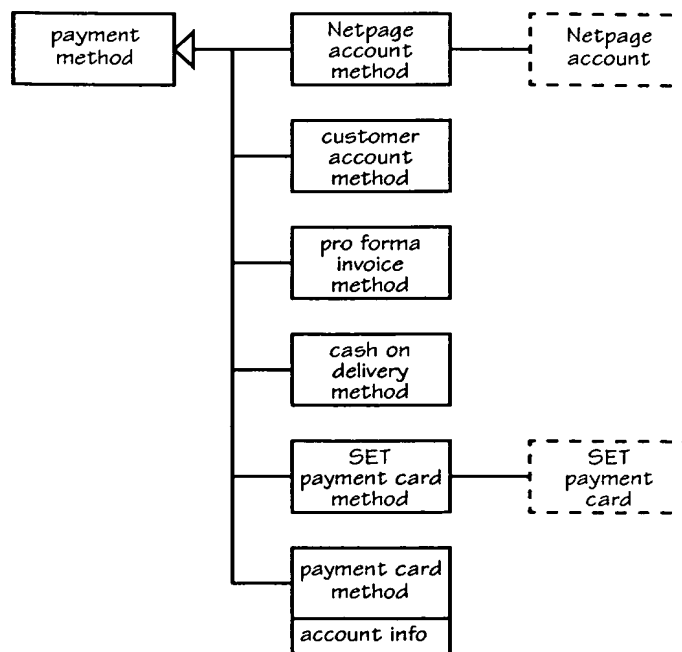 payment
method
Netpage
account
method
Netpage
account
customer
account
method
pro forma
invoice
method
cash on
delivery
method
SET
payment card
method
SET
payment
card
payment card
method
account info